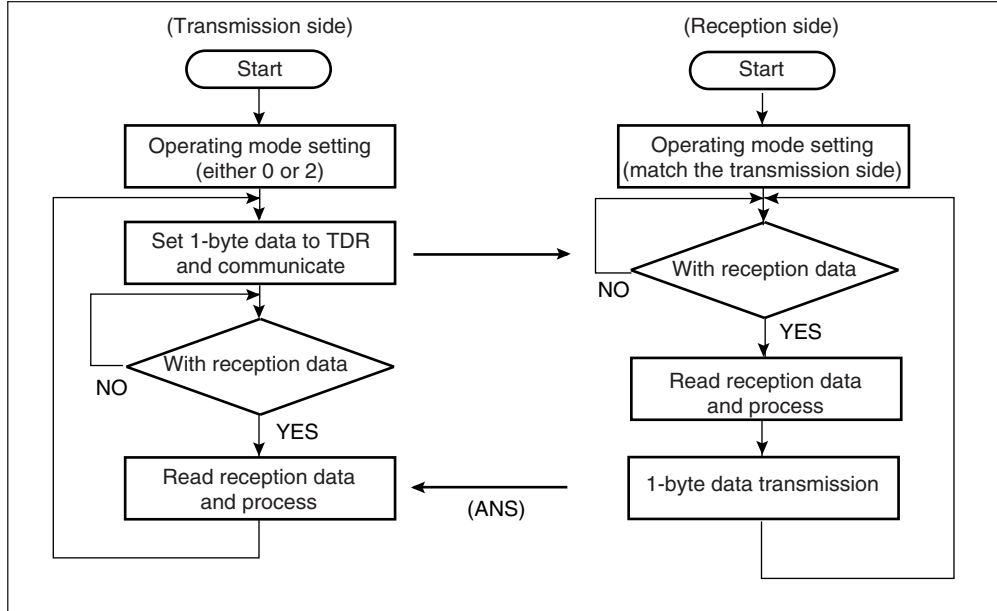 (Transmission side)
Start
Operating mode setting
(either 0 or 2)
Set 1-byte data to TDR
and communicate
With reception data
NO
YES
Read reception data
and process
(ANS)
(Reception side)
Start
Operating mode setting
(match the transmission side)
With reception data
NO
YES
Read reception data
and process
1-byte data transmission